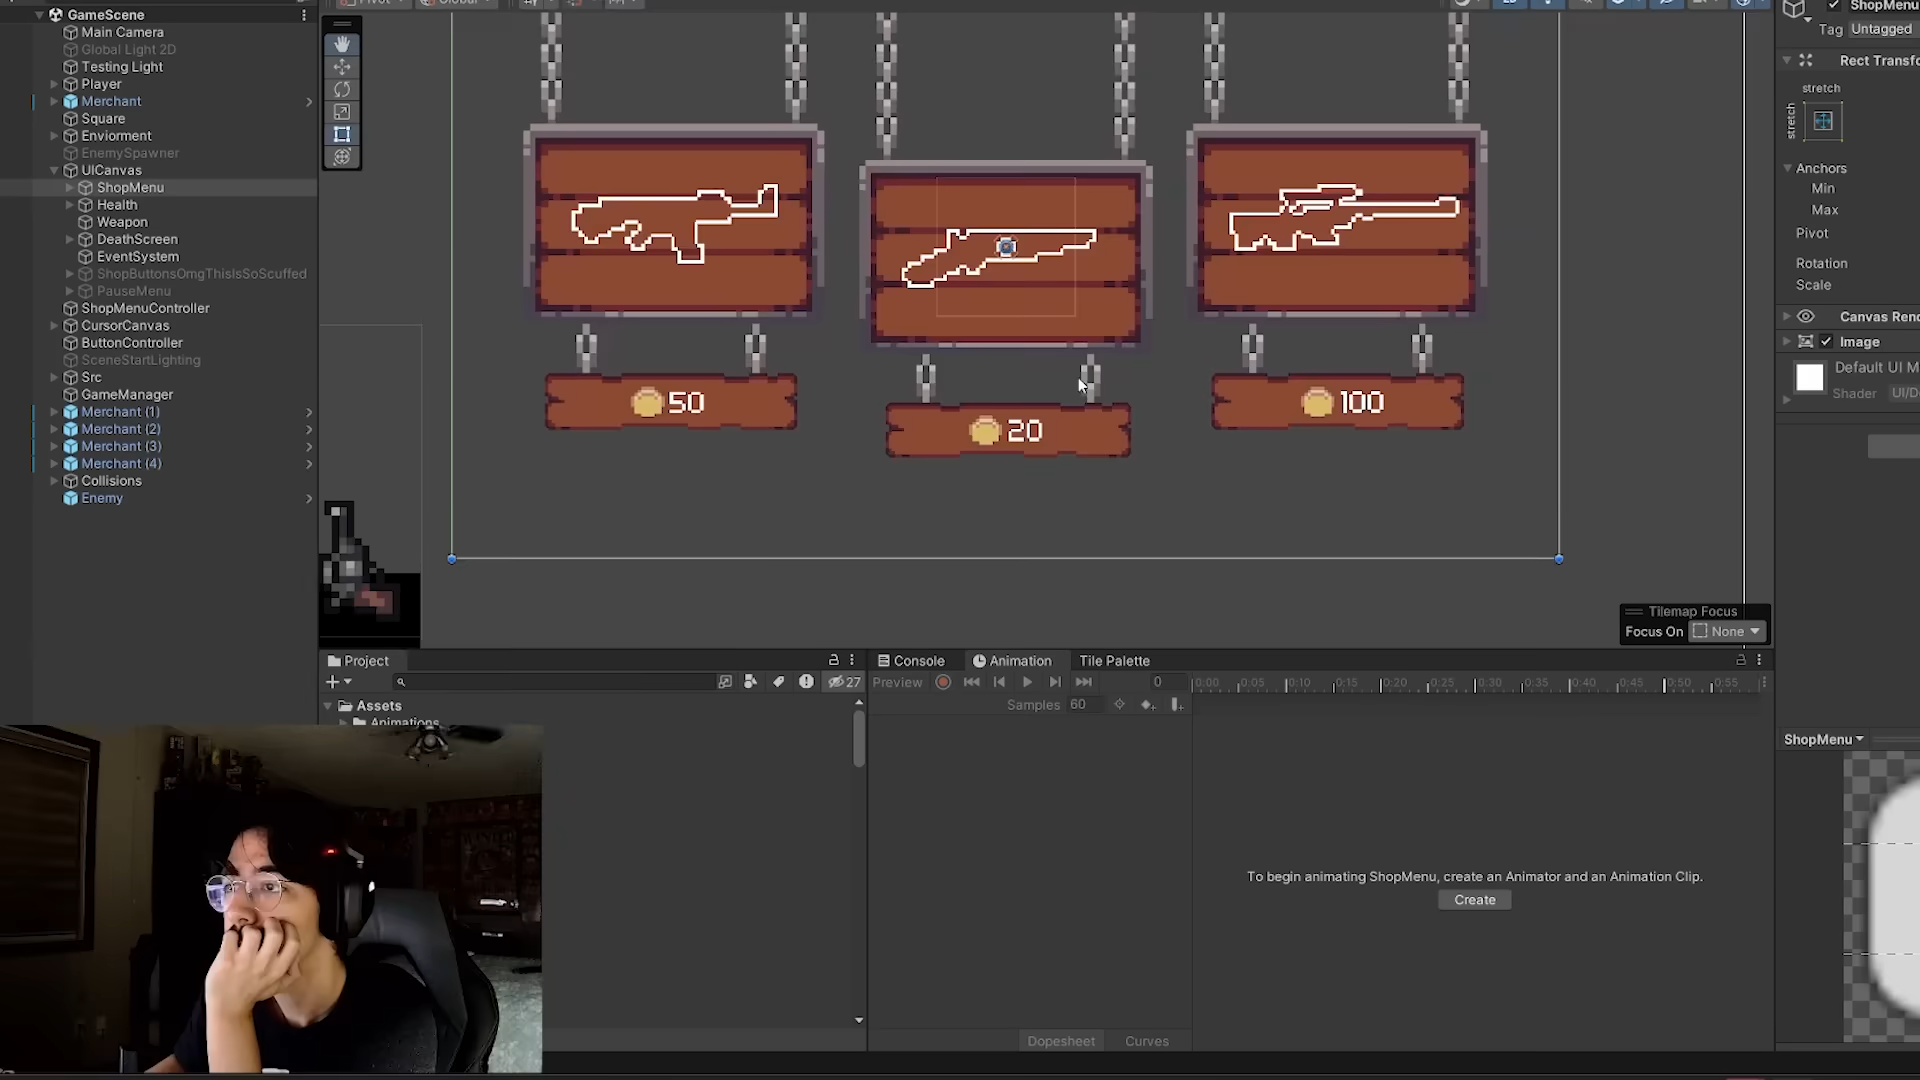 GameScene
Main Camera
Global Light 2D
Testing Light
Player
Merchant
Square
Enviorment
EnemySpawner
UICanvas
ShopMenu
Health
Weapon
DeathScreen
EventSystem
ShopButtonsOmgThisIsSoScuffed
PauseMenu
ShopMenuController
CursorCanvas
ButtonController
SceneStartLighting
Src
GameManager
Merchant (1)
Merchant (2)
Merchant (3)
Merchant (4)
Collisions
Enemy
Pivot
Global
50
20
100
Tilemap Focus
Focus On None
ShopMenu
Tag Untagged
Rect Transfo
stretch
stretch
Anchors
Min
Max
Pivot
Rotation
Scale
Canvas Rend
Image
Default UI M
Shader UI/D
ShopMenu
Project
27
Assets
Animations
Console Animation Tile Palette
Preview 0
Samples 60
0:00 0:05 0:10 0:15 0:20 0:25 0:30 0:35 0:40 0:45 0:50 0:55
To begin animating ShopMenu, create an Animator and an Animation Clip.
Create
Dopesheet Curves